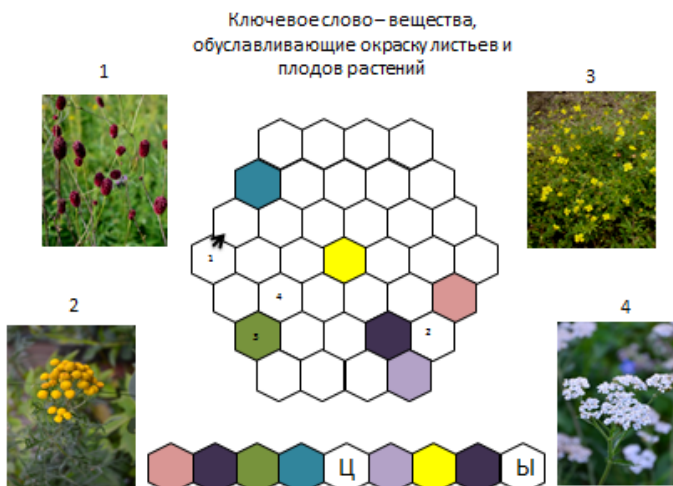 Ключевое слово – вещества,
обуславливающие окраску листьев и
плодов растений
1
3
1
4
2
3
2
4
Ц Ы